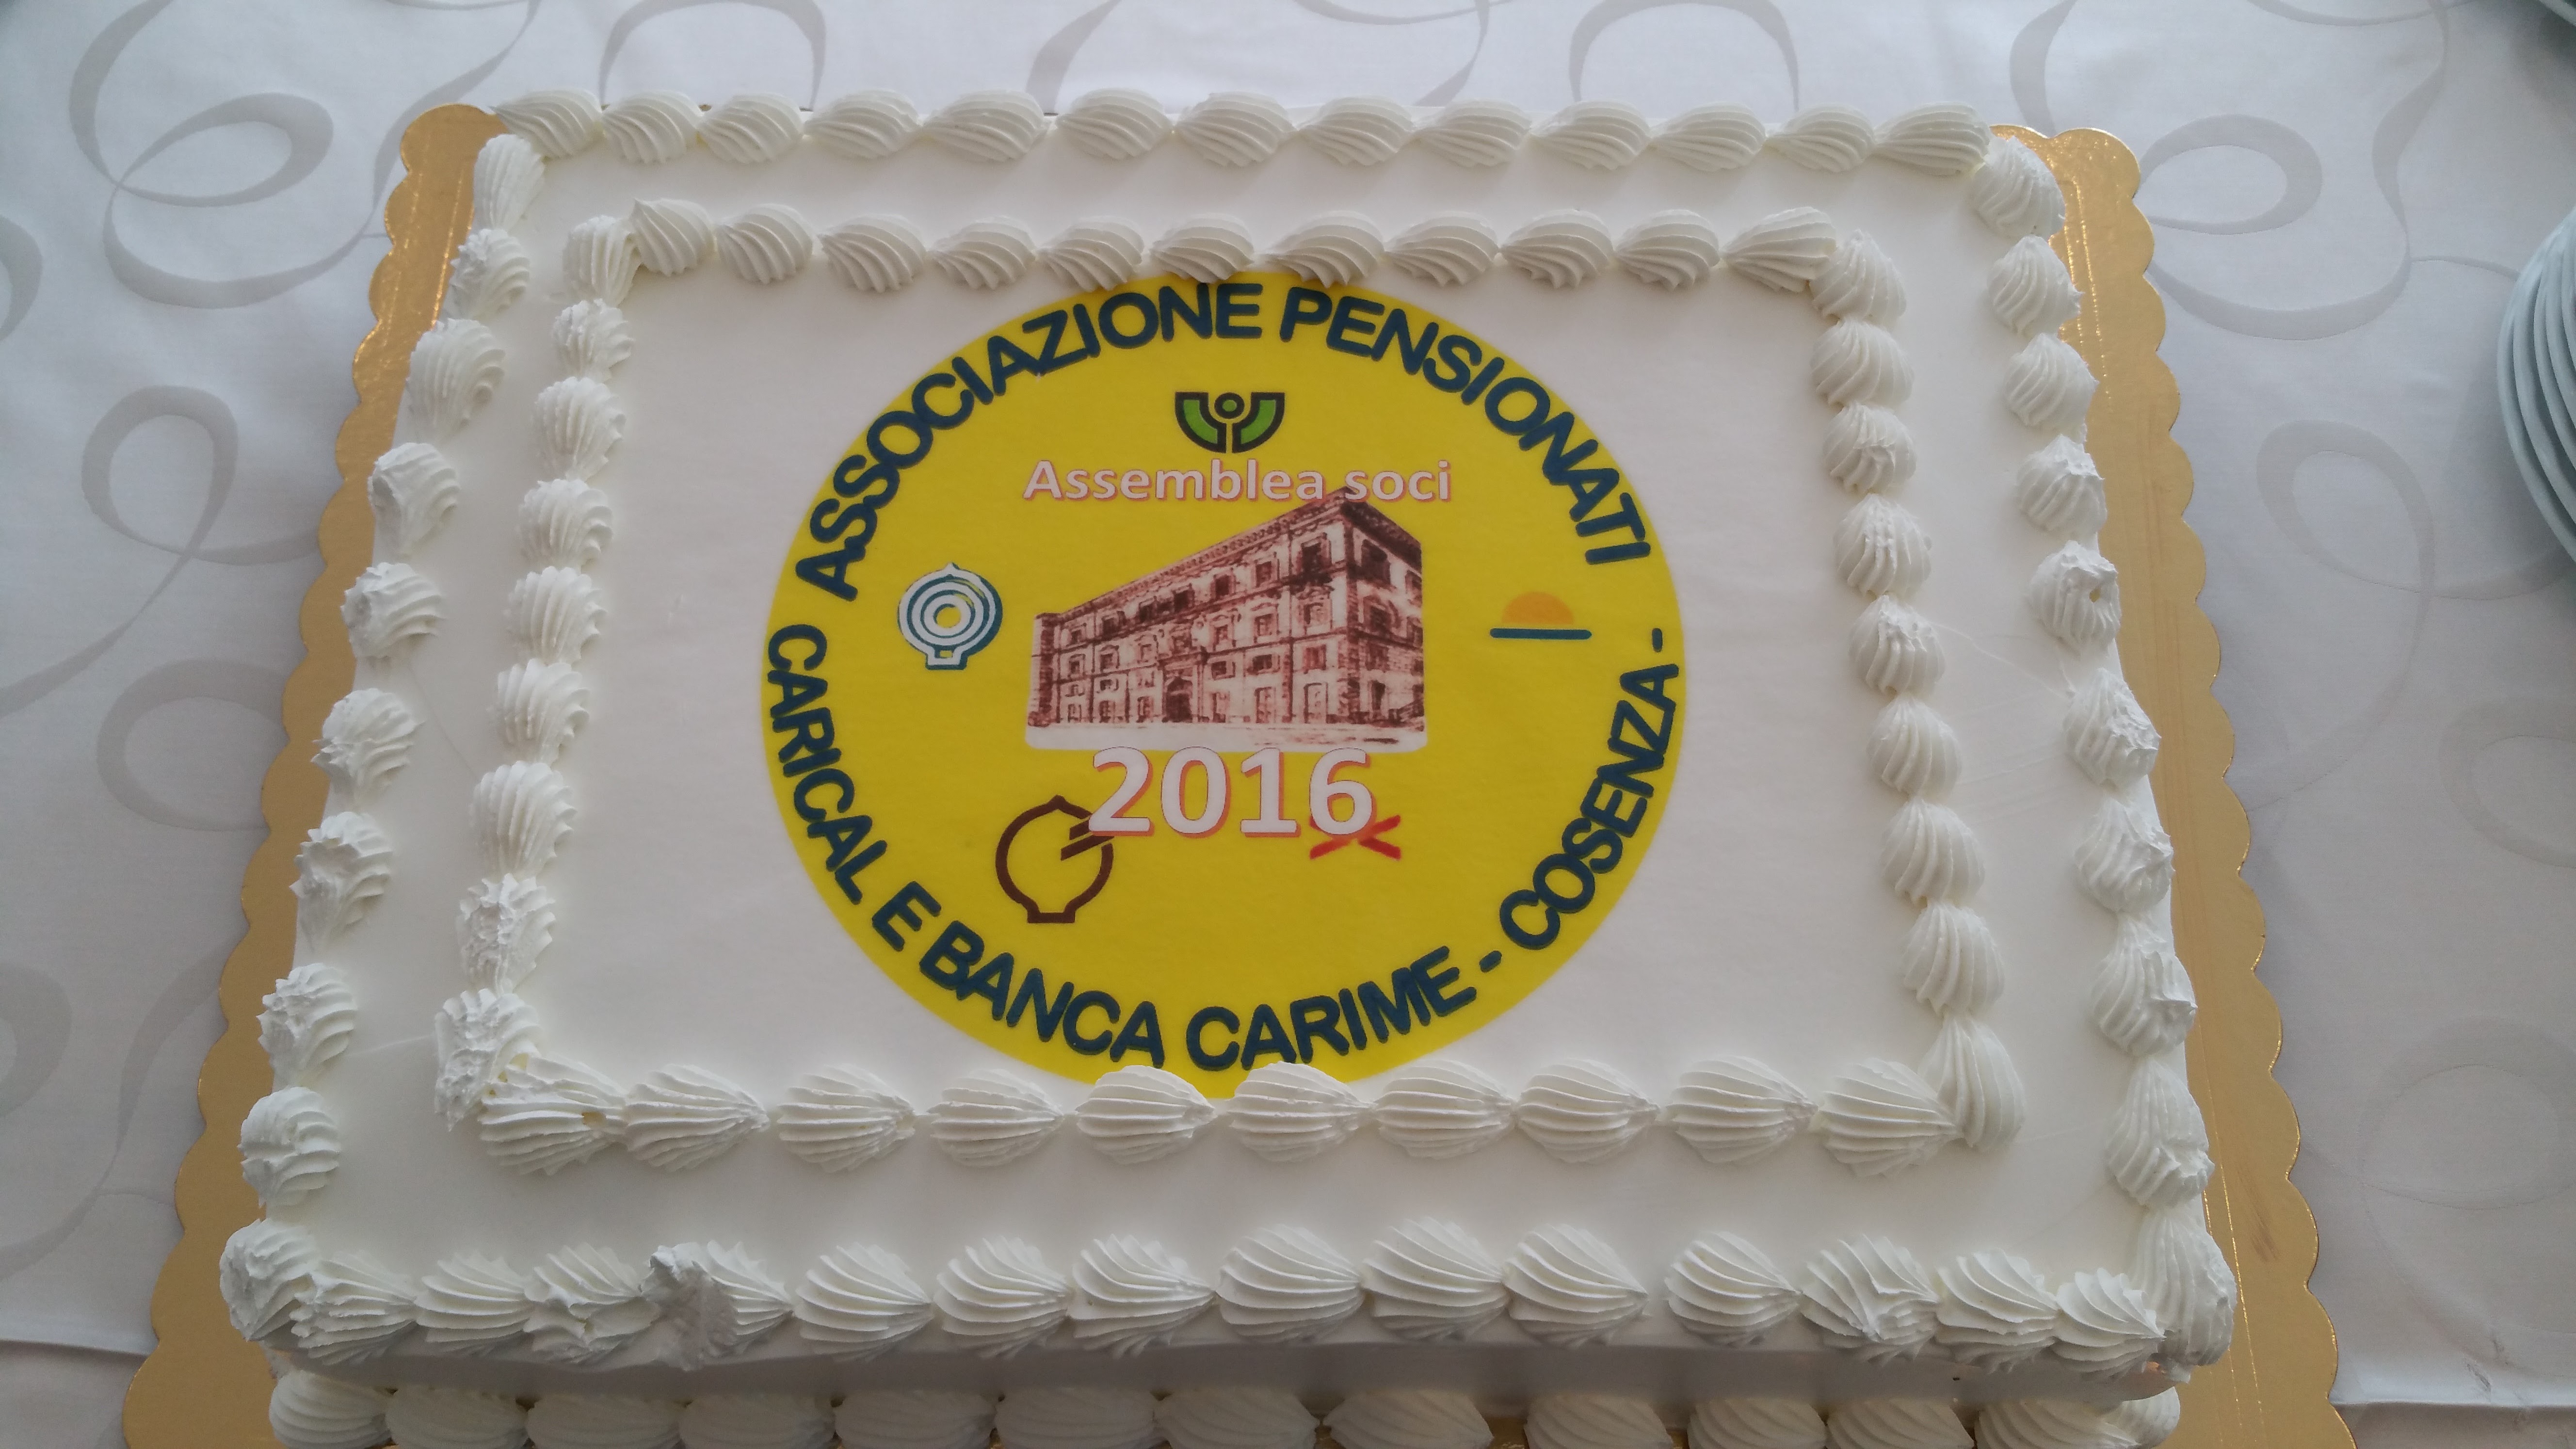 ASSOCIAZIONE PENSIONATI
Assemblea soci
2016
CARICAL E BANCA CARIME - COSENZA -